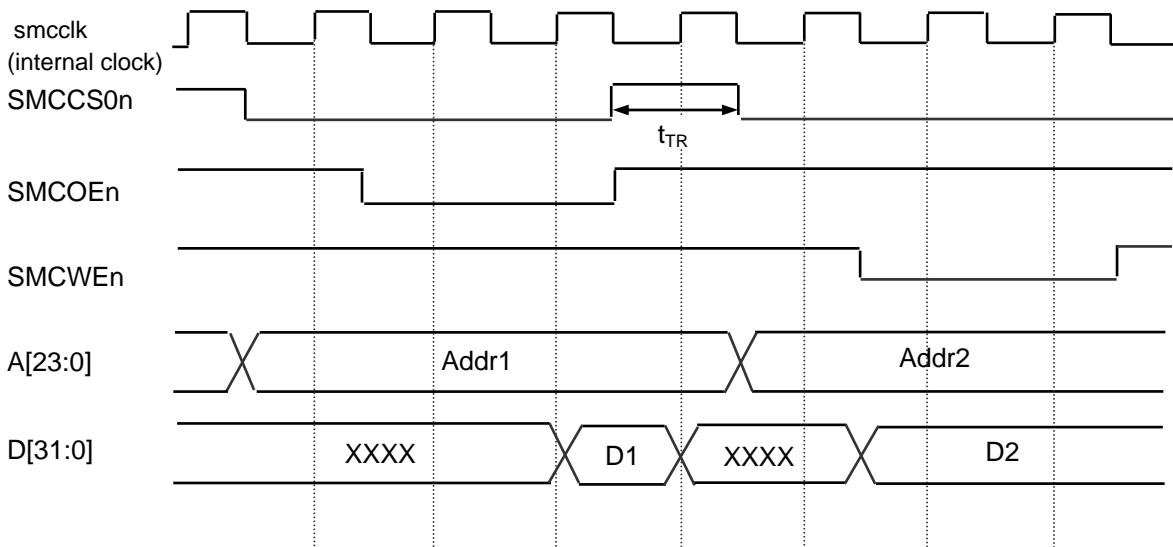 smcclk
(internal clock)
SMCCS0n
tTR
SMCOEn
SMCWEn
A[23:0]
Addr1
Addr2
D[31:0]
XXXX
D1
XXXX
D2